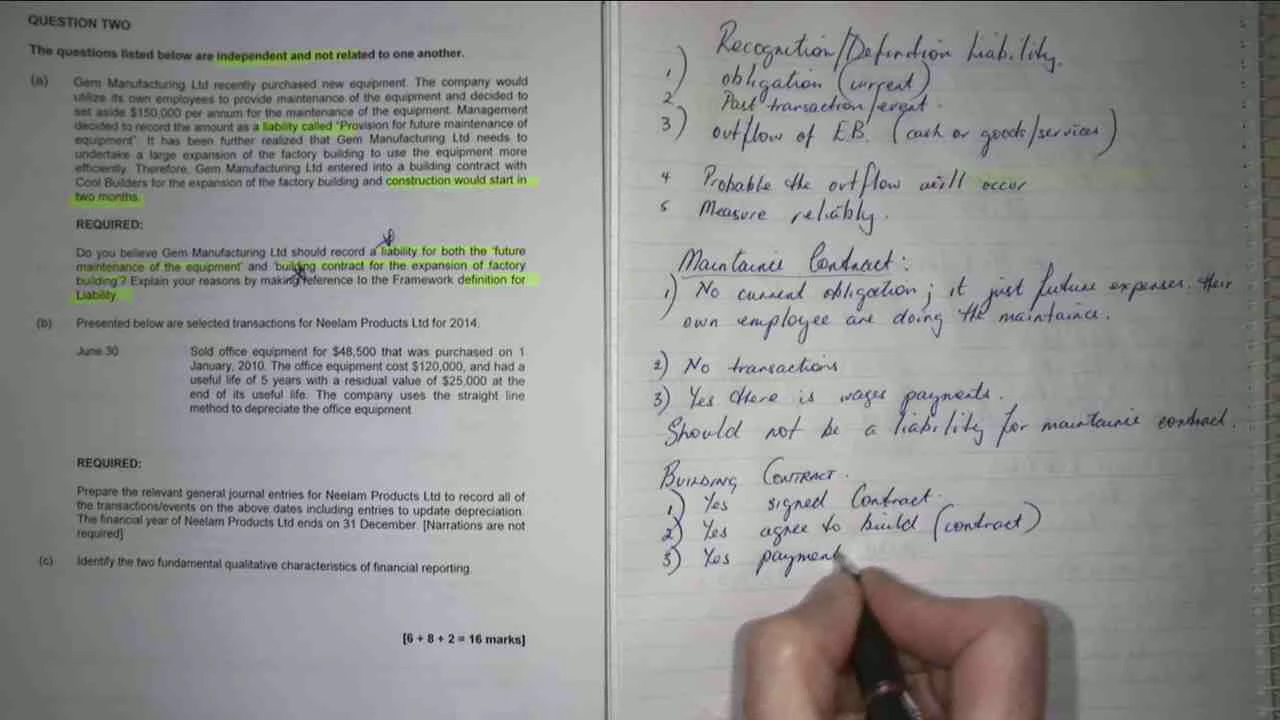 QUESTION TWO
The questions listed below are independent and not related to one another.
(a) Gem Manufacturing Ltd recently purchased new equipment. The company would
utilize its own employees to provide maintenance of the equipment and decided to
set aside $150,000 per annum for the maintenance of the equipment. Management
decided to record the amount as a liability called "Provision for future maintenance of
equipment". It has been further realized that Gem Manufacturing Ltd needs to
undertake a large expansion of the factory building to use the equipment more
efficiently. Therefore, Gem Manufacturing Ltd entered into a building contract with
Cool Builders for the expansion of the factory building and construction would start in
two months.
REQUIRED:
Do you believe Gem Manufacturing Ltd should record a liability for both the 'future
maintenance of the equipment' and 'building contract for the expansion of factory
building'? Explain your reasons by making reference to the Framework definition for
Liability.
(b) Presented below are selected transactions for Neelam Products Ltd for 2014.
June 30 Sold office equipment for $48,500 that was purchased on 1
January, 2010. The office equipment cost $120,000, and had a
useful life of 5 years with a residual value of $25,000 at the
end of its useful life. The company uses the straight line
method to depreciate the office equipment
REQUIRED:
Prepare the relevant general journal entries for Neelam Products Ltd to record all of
the transactions/events on the above dates including entries to update depreciation.
The financial year of Neelam Products Ltd ends on 31 December. [Narrations are not
required]
(c) Identify the two fundamental qualitative characteristics of financial reporting.
[6 + 8 + 2 = 16 marks]
Recognition/Definction Liability.
1) obligation (current)
2 Past transaction/event.
3) outflow of E.B. (cash or goods/services)
4 Probable the outflow will occur
5 Measure reliably.
Maintainie Contract:
1) No current obligation; it just future expenses. their
own employee are doing the maintaince.
2) No transactions
3) Yes there is wages payments.
Should not be a liability for maintainie contract.
BUILDING CONTRACT.
1) Yes signed Contract.
2) Yes agree to build (contract)
3) Yes payment